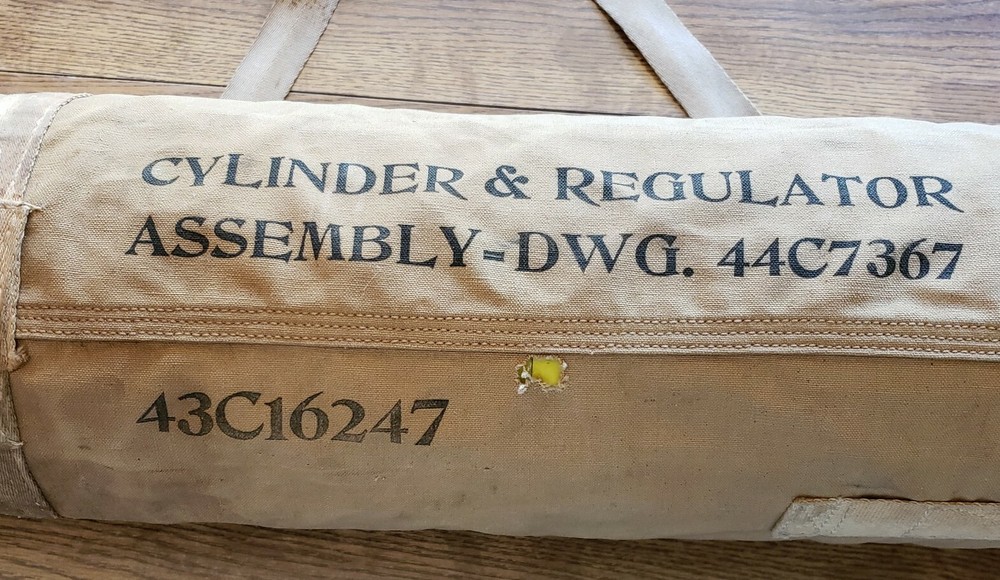 CYLINDER & REGULATOR
ASSEMBLY=DWG. 44C7367
43C16247